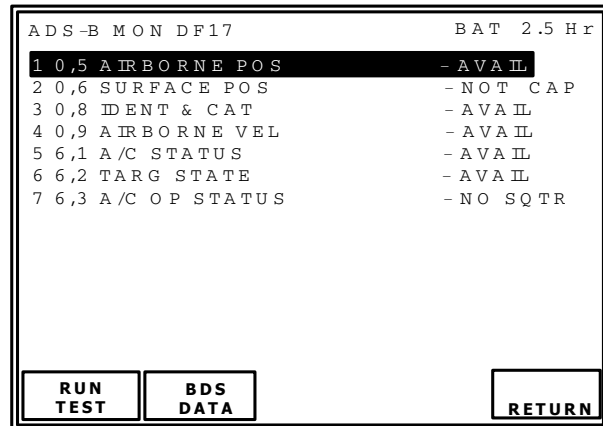 ADS-B MON DF17 BAT 2.5 Hr
1 0,5 AIRBORNE POS -AVAIL
2 0,6 SURFACE POS -NOT CAP
3 0,8 IDENT & CAT -AVAIL
4 0,9 AIRBORNE VEL -AVAIL
5 6,1 A/C STATUS -AVAIL
6 6,2 TARG STATE -AVAIL
7 6,3 A/C OP STATUS -NO SQTR
RUN TEST
BDS DATA
RETURN